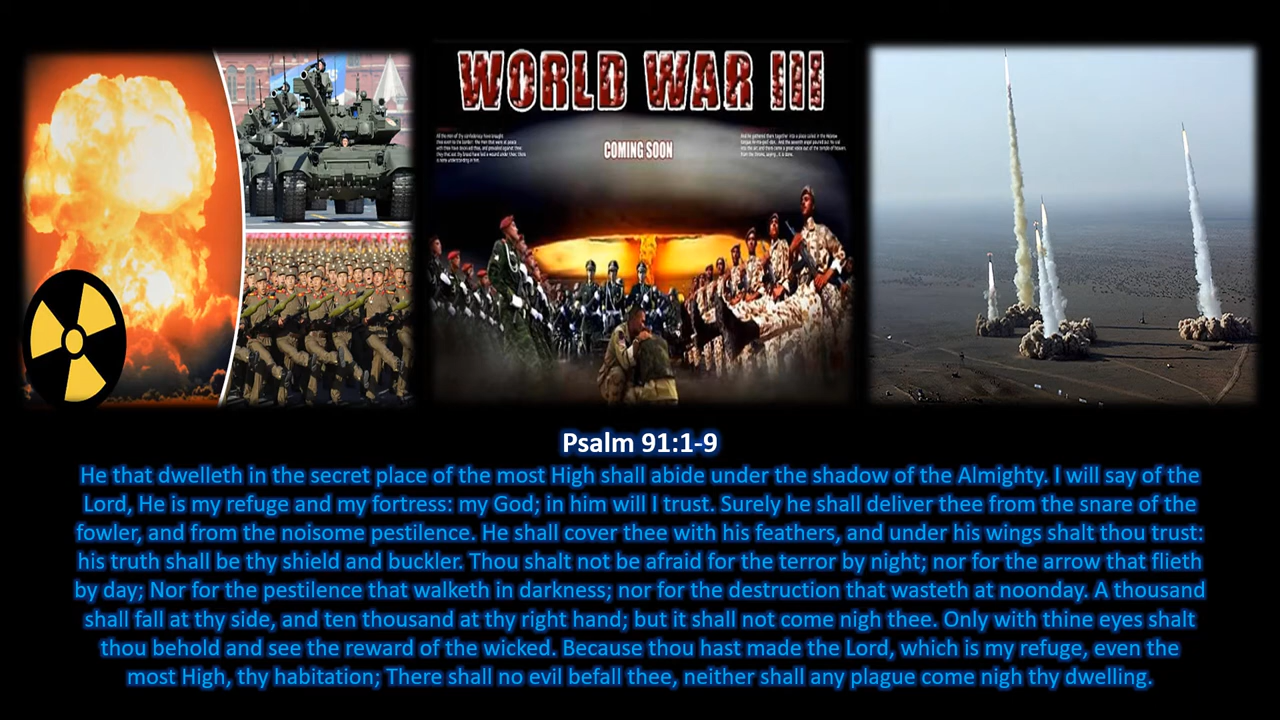 WORLD WAR III
COMING SOON
Psalm 91:1-9
He that dwelleth in the secret place of the most High shall abide under the shadow of the Almighty. I will say of the
Lord, He is my refuge and my fortress: my God; in him will I trust. Surely he shall deliver thee from the snare of the
fowler, and from the noisome pestilence. He shall cover thee with his feathers, and under his wings shalt thou trust:
his truth shall be thy shield and buckler. Thou shalt not be afraid for the terror by night; nor for the arrow that flieth
by day; Nor for the pestilence that walketh in darkness; nor for the destruction that wasteth at noonday. A thousand
shall fall at thy side, and ten thousand at thy right hand; but it shall not come nigh thee. Only with thine eyes shalt
thou behold and see the reward of the wicked. Because thou hast made the Lord, which is my refuge, even the
most High, thy habitation; There shall no evil befall thee, neither shall any plague come nigh thy dwelling.